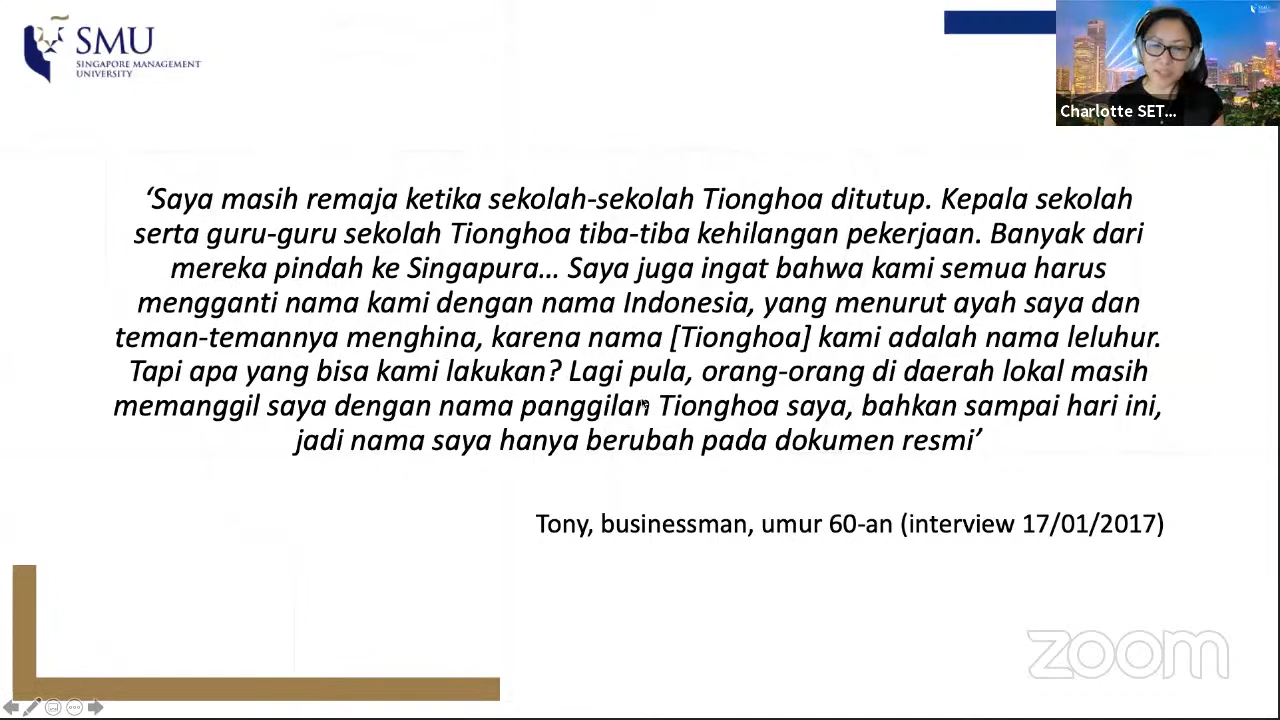 SMU
SINGAPORE MANAGEMENT
UNIVERSITY
SMU
Charlotte SET...
‘Saya masih remaja ketika sekolah-sekolah Tionghoa ditutup. Kepala sekolah
serta guru-guru sekolah Tionghoa tiba-tiba kehilangan pekerjaan. Banyak dari
mereka pindah ke Singapura... Saya juga ingat bahwa kami semua harus
mengganti nama kami dengan nama Indonesia, yang menurut ayah saya dan
teman-temannya menghina, karena nama [Tionghoa] kami adalah nama leluhur.
Tapi apa yang bisa kami lakukan? Lagi pula, orang-orang di daerah lokal masih
memanggil saya dengan nama panggilan Tionghoa saya, bahkan sampai hari ini,
jadi nama saya hanya berubah pada dokumen resmi’
Tony, businessman, umur 60-an (interview 17/01/2017)
zoom